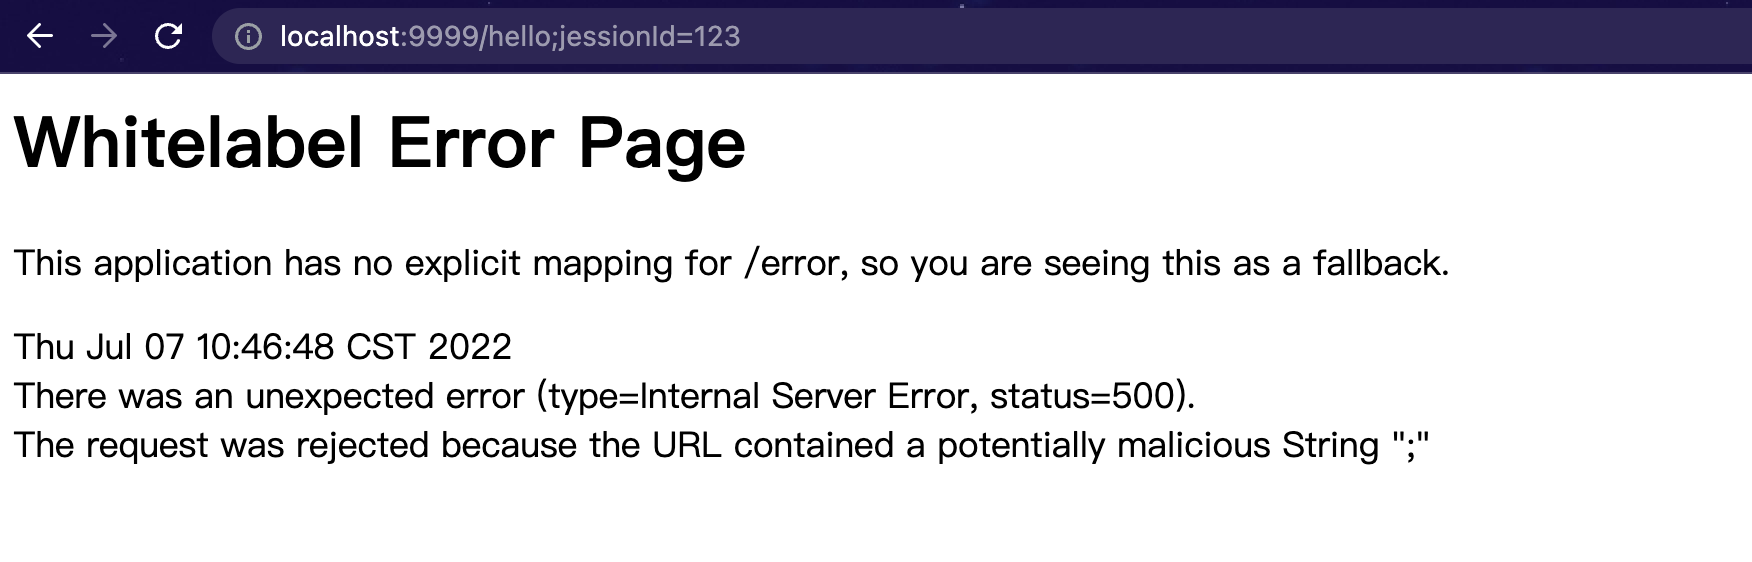 localhost:9999/hello;jessionId=123
Whitelabel Error Page
This application has no explicit mapping for /error, so you are seeing this as a fallback.
Thu Jul 07 10:46:48 CST 2022
There was an unexpected error (type=Internal Server Error, status=500).
The request was rejected because the URL contained a potentially malicious String ";"